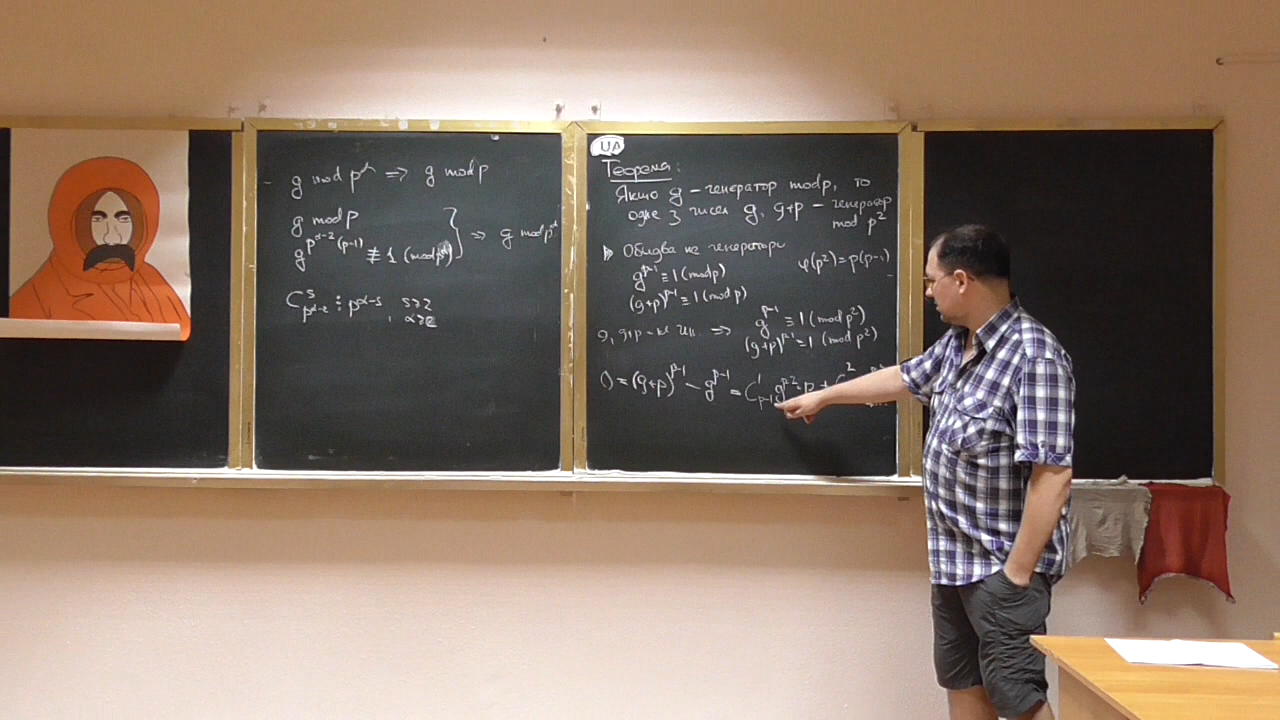 g mod p^α ⇒ g mod p
g mod p
g^{p^{α-2}(p-1)} ≢ 1 (mod p^α) } ⇒ g mod p^α
C^s_{p^{α-2}} ⋮ p^{α-s}, s≥2
α≥2
UA
Теорема:
Якщо g – генератор mod p, то
одне з чисел g, g+p – генератор
mod p²
Обидва не генератори
φ(p²)=p(p-1)
g^{p-1} ≡ 1 (mod p)
(g+p)^{p-1} ≡ 1 (mod p)
g, g+p – не ⇒ g^{p-1} ≡ 1 (mod p²)
(g+p)^{p-1} ≡ 1 (mod p²)
0 ≡ (g+p)^{p-1} – g^{p-1} = C^1_{p-1} g^{p-2}·p + C^2